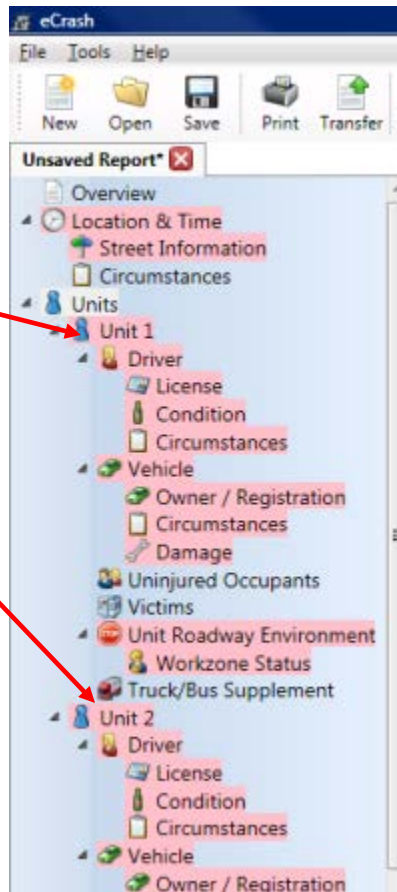 eCrash
File Tools Help
New Open Save Print Transfer
Unsaved Report*
Overview
Location & Time
Street Information
Circumstances
Units
Unit 1
Driver
License
Condition
Circumstances
Vehicle
Owner / Registration
Circumstances
Damage
Uninjured Occupants
Victims
Unit Roadway Environment
Workzone Status
Truck/Bus Supplement
Unit 2
Driver
License
Condition
Circumstances
Vehicle
Owner / Registration